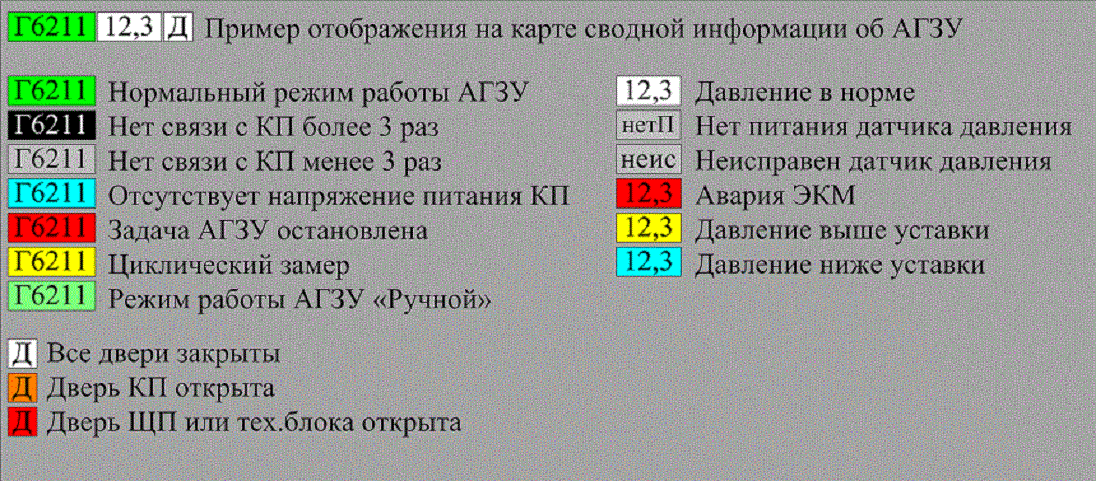 Г6211 12,3 Д Пример отображения на карте сводной информации об АГЗУ
Г6211 Нормальный режим работы АГЗУ
Г6211 Нет связи с КП более 3 раз
Г6211 Нет связи с КП менее 3 раз
Г6211 Отсутствует напряжение питания КП
Г6211 Задача АГЗУ остановлена
Г6211 Циклический замер
Г6211 Режим работы АГЗУ «Ручной»
12,3 Давление в норме
нетП Нет питания датчика давления
неис Неисправен датчик давления
12,3 Авария ЭКМ
12,3 Давление выше уставки
12,3 Давление ниже уставки
Д Все двери закрыты
Д Дверь КП открыта
Д Дверь ЩП или тех.блока открыта